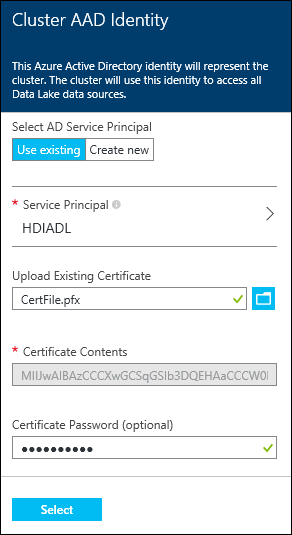 Cluster AAD Identity
This Azure Active Directory identity will represent the
cluster. The cluster will use this identity to access all
Data Lake data sources.
Select AD Service Principal
Use existing Create new
* Service Principal
HDIADL
Upload Existing Certificate
CertFile.pfx
* Certificate Contents
Certificate Password (optional)
••••••••••
Select